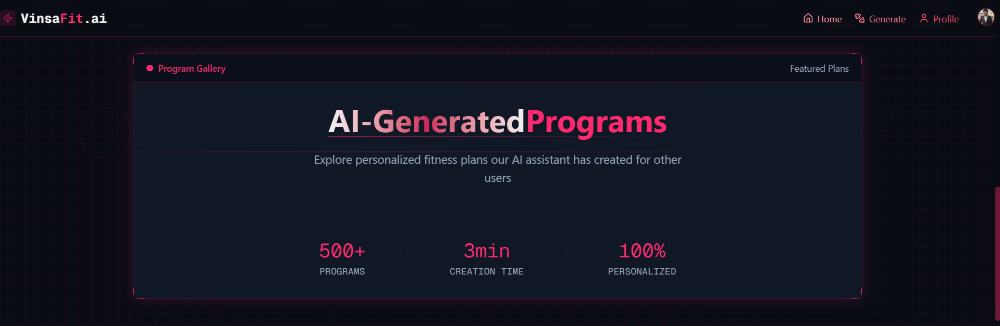 VinsaFit.ai
Home Generate Profile
Program Gallery
Featured Plans
AI-GeneratedPrograms
Explore personalized fitness plans our AI assistant has created for other
users
500+ 3min 100%
PROGRAMS CREATION TIME PERSONALIZED